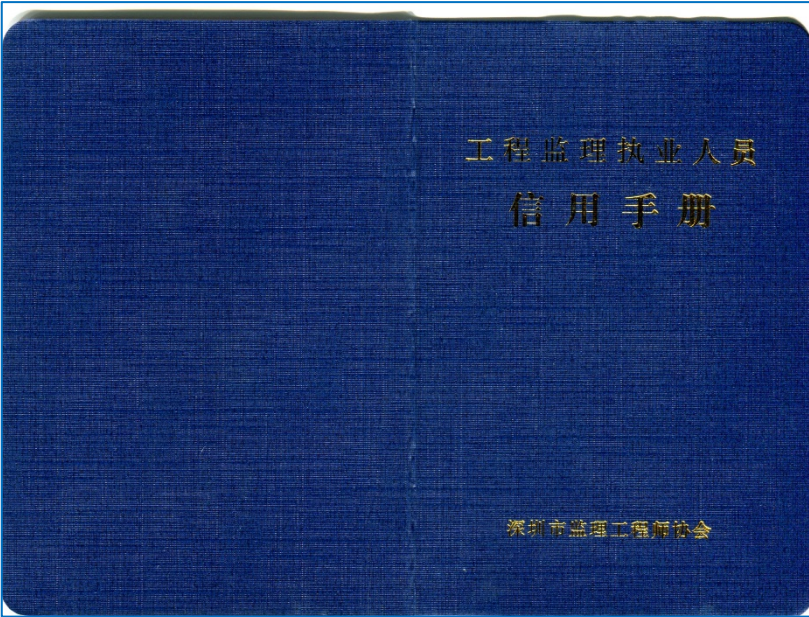 工程监理执业人员
信用手册
深圳市监理工程师协会